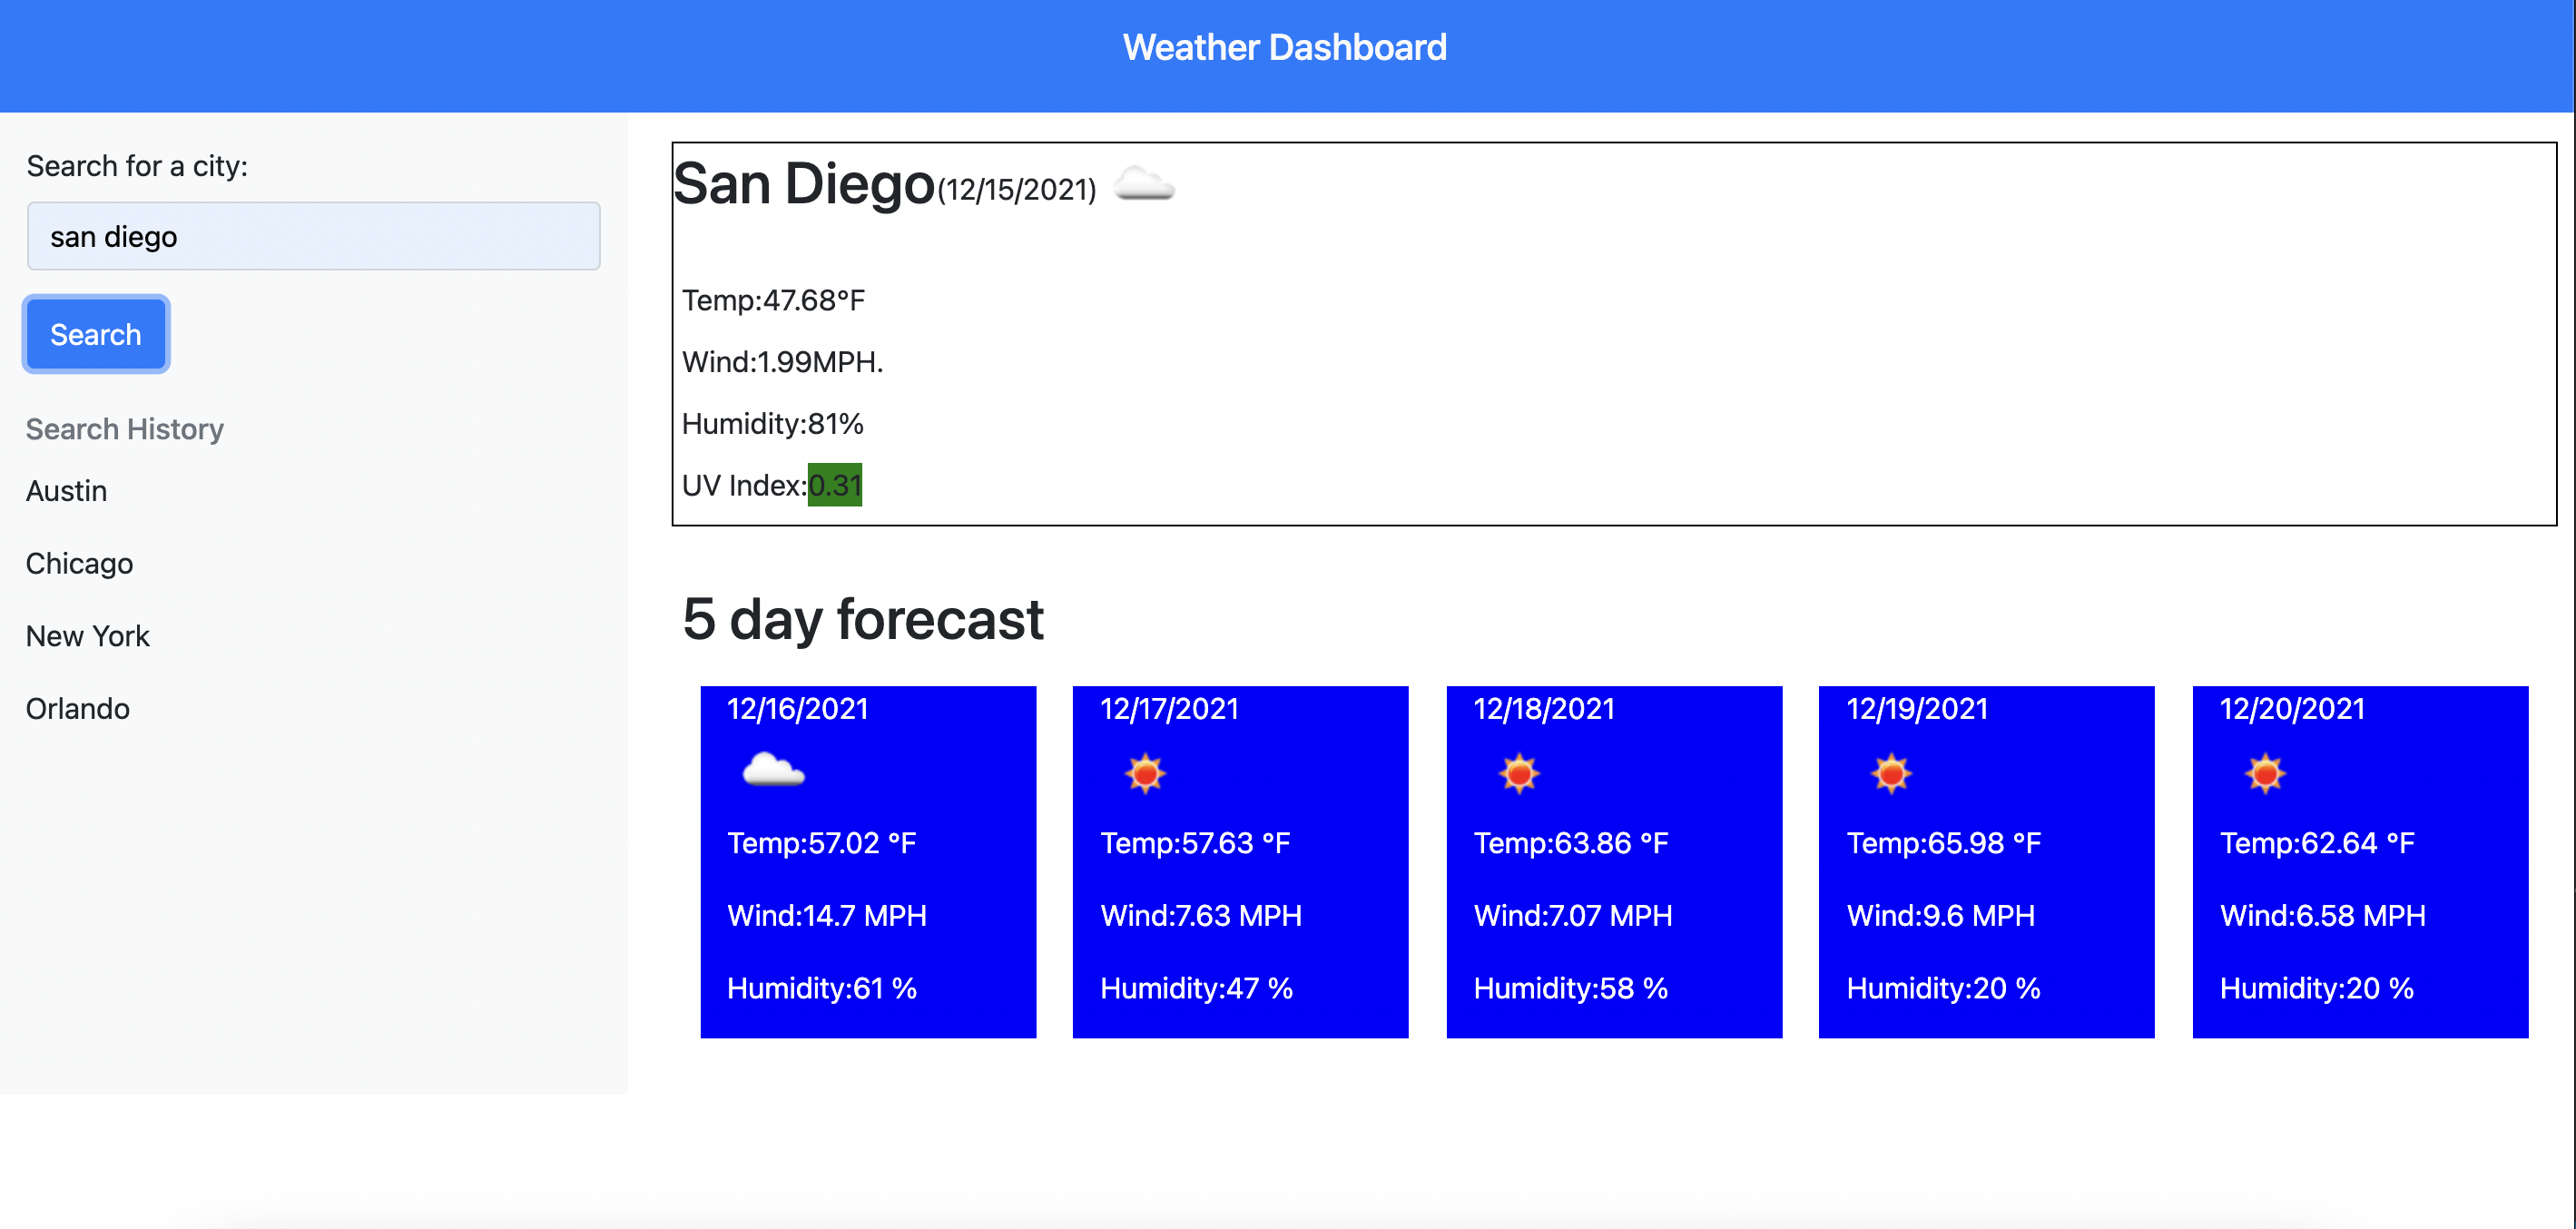 Weather Dashboard
Search for a city:
san diego
Search
Search History
Austin
Chicago
New York
Orlando
San Diego(12/15/2021)
Temp:47.68°F
Wind:1.99MPH.
Humidity:81%
UV Index:0.31
5 day forecast
12/16/2021
Temp:57.02 °F
Wind:14.7 MPH
Humidity:61 %
12/17/2021
Temp:57.63 °F
Wind:7.63 MPH
Humidity:47 %
12/18/2021
Temp:63.86 °F
Wind:7.07 MPH
Humidity:58 %
12/19/2021
Temp:65.98 °F
Wind:9.6 MPH
Humidity:20 %
12/20/2021
Temp:62.64 °F
Wind:6.58 MPH
Humidity:20 %